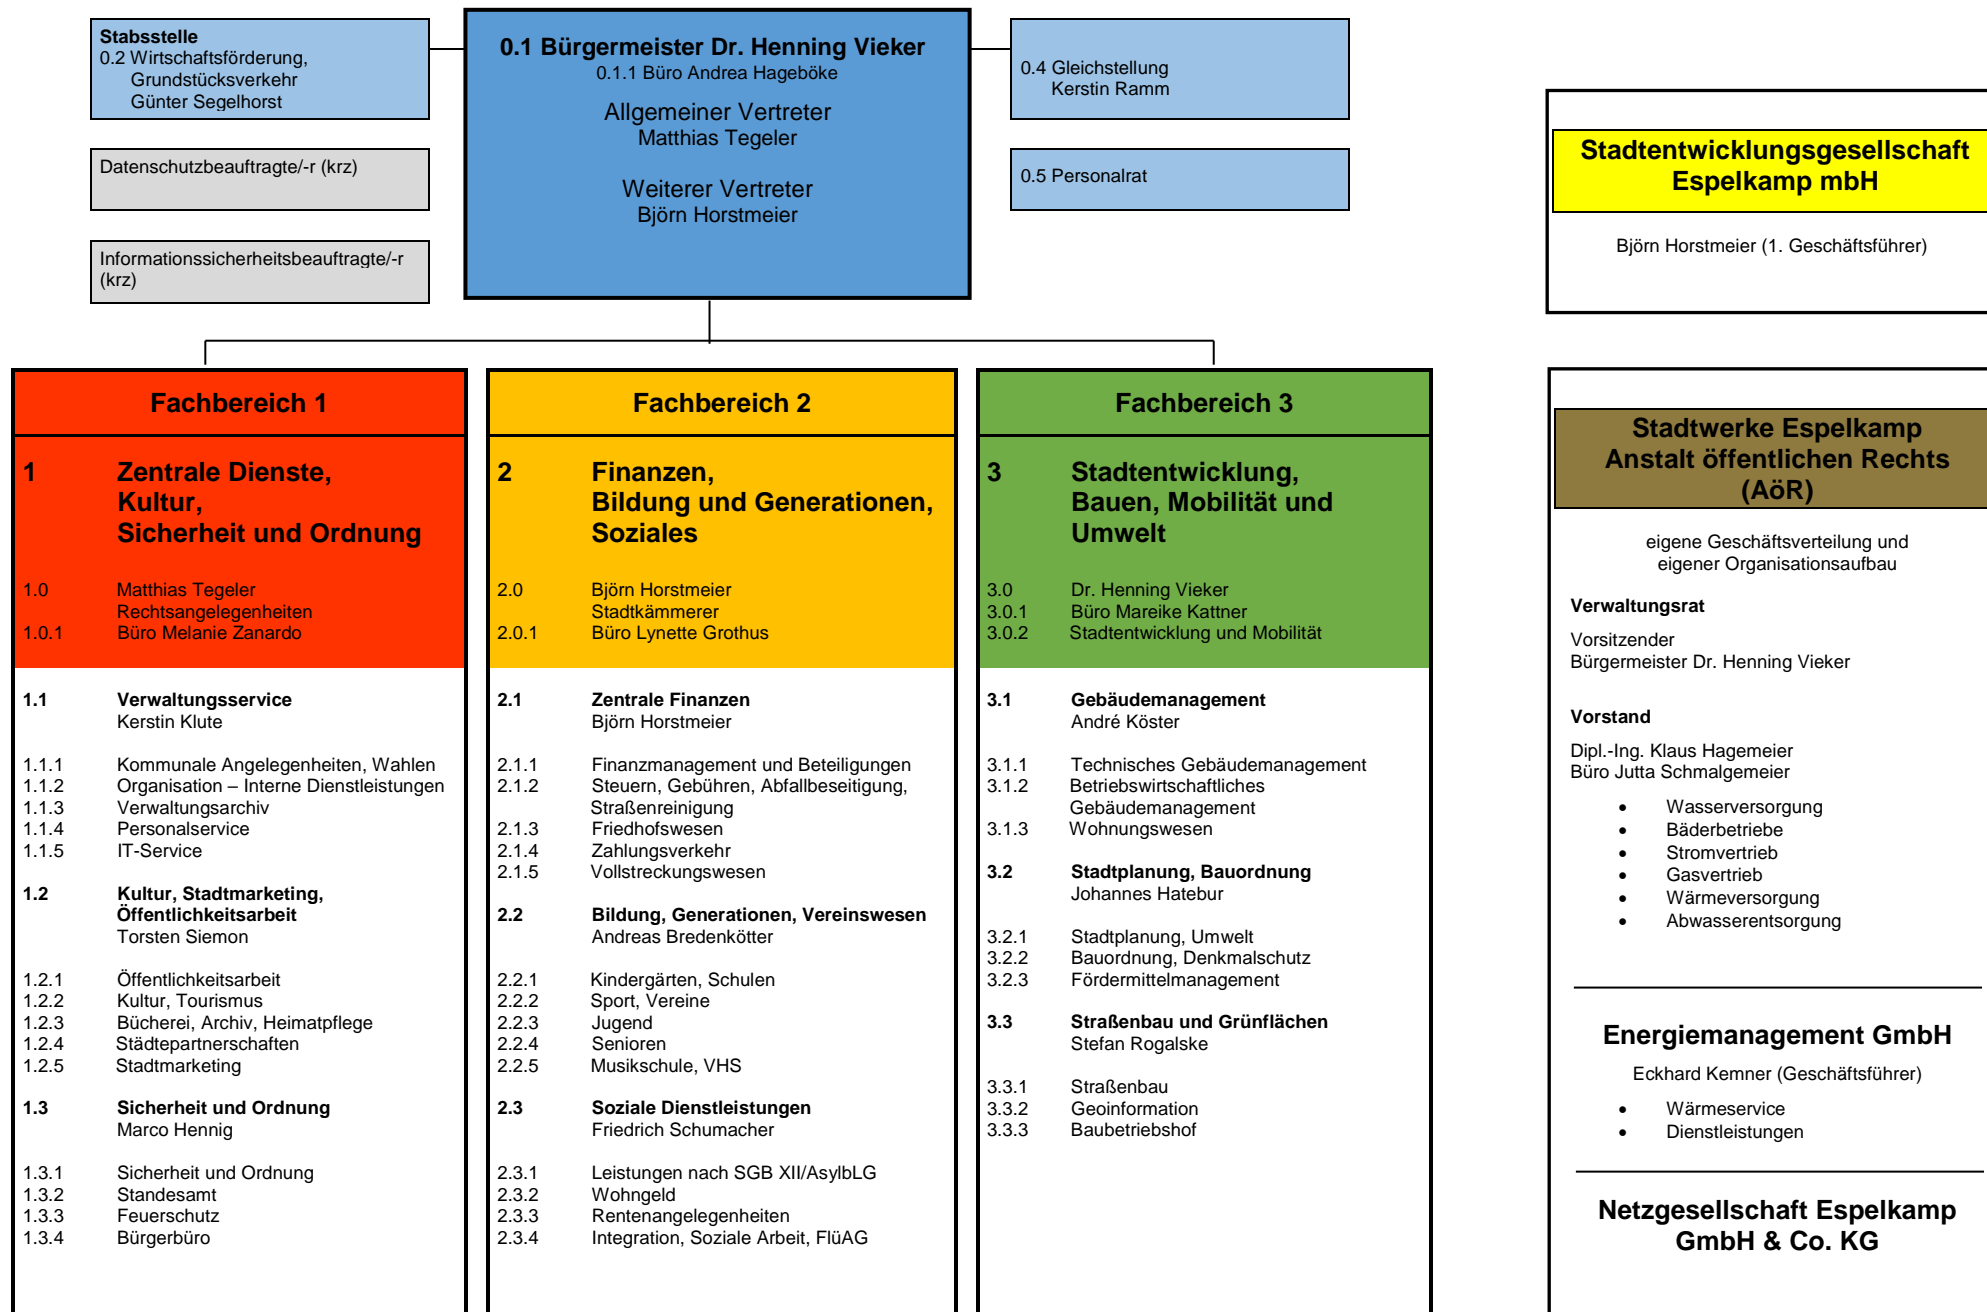 Stabsstelle
0.2 Wirtschaftsförderung,
Grundstücksverkehr
Günter Segelhorst
Datenschutzbeauftragte/-r (krz)
Informationssicherheitsbeauftragte/-r
(krz)
0.1 Bürgermeister Dr. Henning Vieker
0.1.1 Büro Andrea Hageböke
Allgemeiner Vertreter
Matthias Tegeler
Weiterer Vertreter
Björn Horstmeier
0.4 Gleichstellung
Kerstin Ramm
0.5 Personalrat
Fachbereich 1
1 Zentrale Dienste,
Kultur,
Sicherheit und Ordnung
1.0 Matthias Tegeler
Rechtsangelegenheiten
1.0.1 Büro Melanie Zanardo
1.1 Verwaltungsservice
Kerstin Klute
1.1.1 Kommunale Angelegenheiten, Wahlen
1.1.2 Organisation – Interne Dienstleistungen
1.1.3 Verwaltungsarchiv
1.1.4 Personalservice
1.1.5 IT-Service
1.2 Kultur, Stadtmarketing,
Öffentlichkeitsarbeit
Torsten Siemon
1.2.1 Öffentlichkeitsarbeit
1.2.2 Kultur, Tourismus
1.2.3 Bücherei, Archiv, Heimatpflege
1.2.4 Städtepartnerschaften
1.2.5 Stadtmarketing
1.3 Sicherheit und Ordnung
Marco Hennig
1.3.1 Sicherheit und Ordnung
1.3.2 Standesamt
1.3.3 Feuerschutz
1.3.4 Bürgerbüro
Fachbereich 2
2 Finanzen,
Bildung und Generationen,
Soziales
2.0 Björn Horstmeier
Stadtkämmerer
2.0.1 Büro Lynette Grothus
2.1 Zentrale Finanzen
Björn Horstmeier
2.1.1 Finanzmanagement und Beteiligungen
2.1.2 Steuern, Gebühren, Abfallbeseitigung,
Straßenreinigung
2.1.3 Friedhofswesen
2.1.4 Zahlungsverkehr
2.1.5 Vollstreckungswesen
2.2 Bildung, Generationen, Vereinswesen
Andreas Bredenkötter
2.2.1 Kindergärten, Schulen
2.2.2 Sport, Vereine
2.2.3 Jugend
2.2.4 Senioren
2.2.5 Musikschule, VHS
2.3 Soziale Dienstleistungen
Friedrich Schumacher
2.3.1 Leistungen nach SGB XII/AsylbLG
2.3.2 Wohngeld
2.3.3 Rentenangelegenheiten
2.3.4 Integration, Soziale Arbeit, FlüAG
Fachbereich 3
3 Stadtentwicklung,
Bauen, Mobilität und
Umwelt
3.0 Dr. Henning Vieker
3.0.1 Büro Mareike Kattner
3.0.2 Stadtentwicklung und Mobilität
3.1 Gebäudemanagement
André Köster
3.1.1 Technisches Gebäudemanagement
3.1.2 Betriebswirtschaftliches
Gebäudemanagement
3.1.3 Wohnungswesen
3.2 Stadtplanung, Bauordnung
Johannes Hatebur
3.2.1 Stadtplanung, Umwelt
3.2.2 Bauordnung, Denkmalschutz
3.2.3 Fördermittelmanagement
3.3 Straßenbau und Grünflächen
Stefan Rogalske
3.3.1 Straßenbau
3.3.2 Geoinformation
3.3.3 Baubetriebshof
Stadtentwicklungsgesellschaft
Espelkamp mbH
Björn Horstmeier (1. Geschäftsführer)
Stadtwerke Espelkamp
Anstalt öffentlichen Rechts
(AöR)
eigene Geschäftsverteilung und
eigener Organisationsaufbau
Verwaltungsrat
Vorsitzender
Bürgermeister Dr. Henning Vieker
Vorstand
Dipl.-Ing. Klaus Hagemeier
Büro Jutta Schmalgemeier
• Wasserversorgung
• Bäderbetriebe
• Stromvertrieb
• Gasvertrieb
• Wärmeversorgung
• Abwasserentsorgung
Energiemanagement GmbH
Eckhard Kemner (Geschäftsführer)
• Wärmeservice
• Dienstleistungen
Netzgesellschaft Espelkamp
GmbH & Co. KG